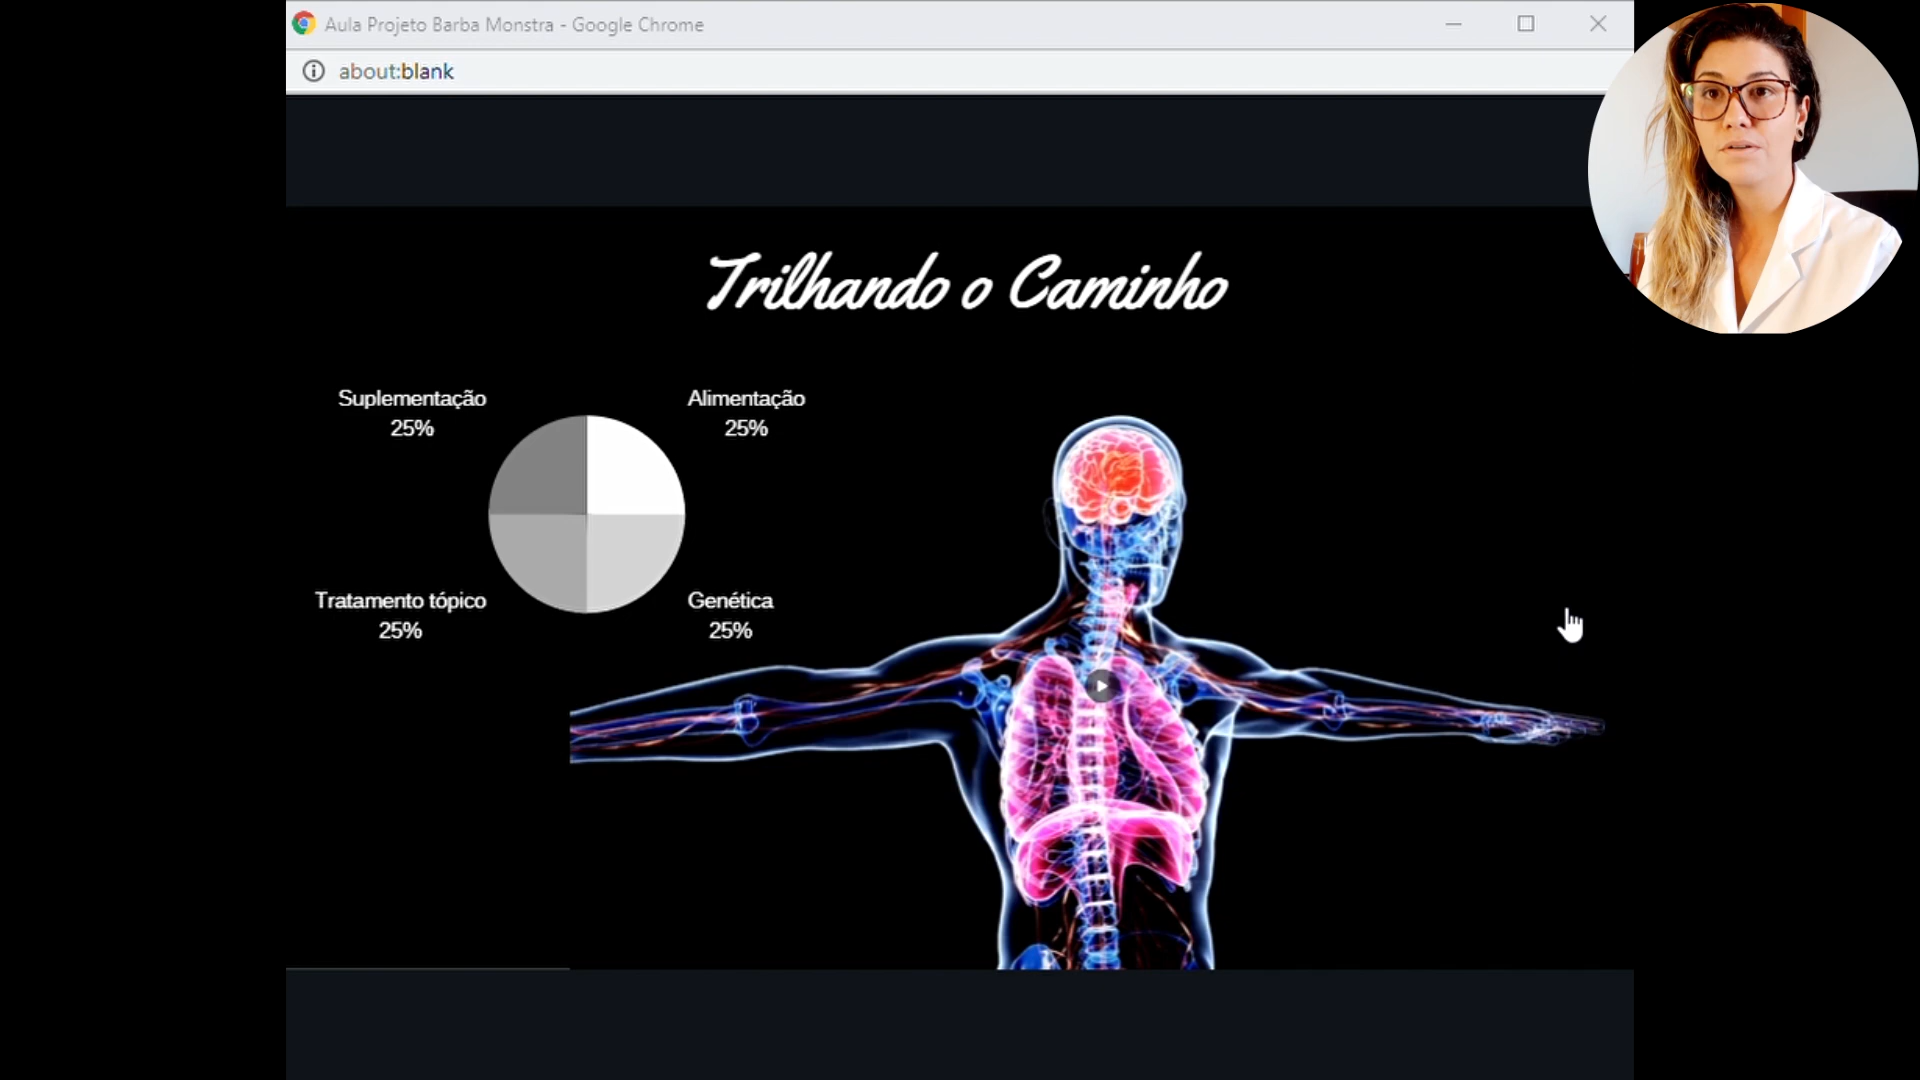 Aula Projeto Barba Monstra - Google Chrome
about:blank
Trilhando o Caminho
Suplementação
25%
Alimentação
25%
Tratamento tópico
25%
Genética
25%